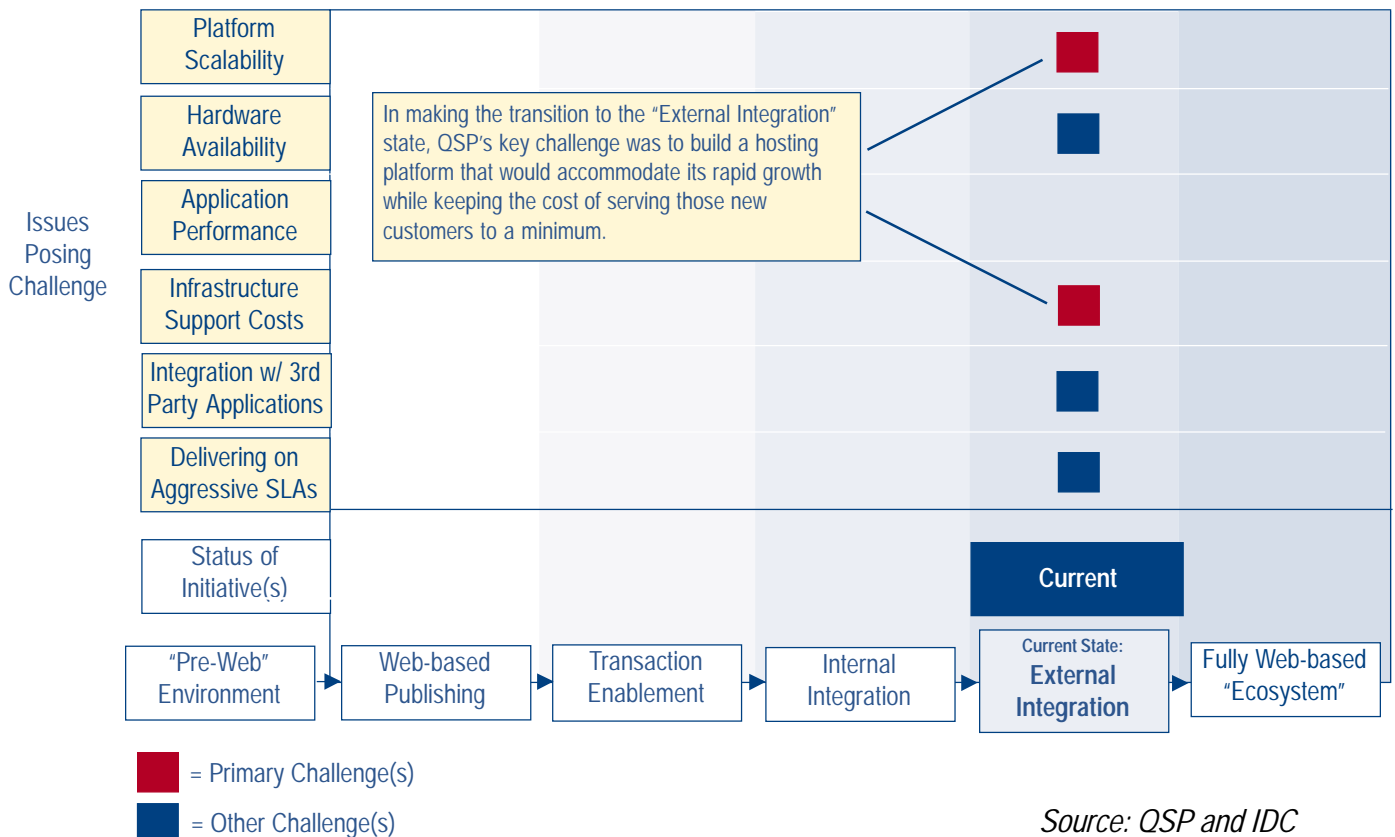 Platform
Scalability
Hardware
Availability
Application
Performance
Issues
Posing
Challenge
Infrastructure
Support Costs
Integration w/ 3rd
Party Applications
Delivering on
Aggressive SLAs
In making the transition to the “External Integration”
state, QSP’s key challenge was to build a hosting
platform that would accommodate its rapid growth
while keeping the cost of serving those new
customers to a minimum.
Status of
Initiative(s)
Current
“Pre-Web”
Environment
Web-based
Publishing
Transaction
Enablement
Internal
Integration
Current State:
External
Integration
Fully Web-based
“Ecosystem”
= Primary Challenge(s)
= Other Challenge(s)
Source: QSP and IDC